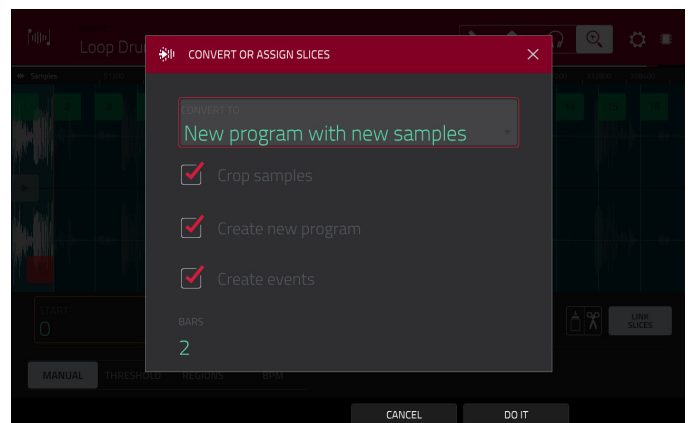 Loop Dru
CONVERT OR ASSIGN SLICES
Samples
CONVERT TO
New program with new samples
Crop samples
Create new program
Create events
START
0
BARS
2
LINK
SLICES
MANUAL THRESHOLD REGIONS BPM
CANCEL DO IT